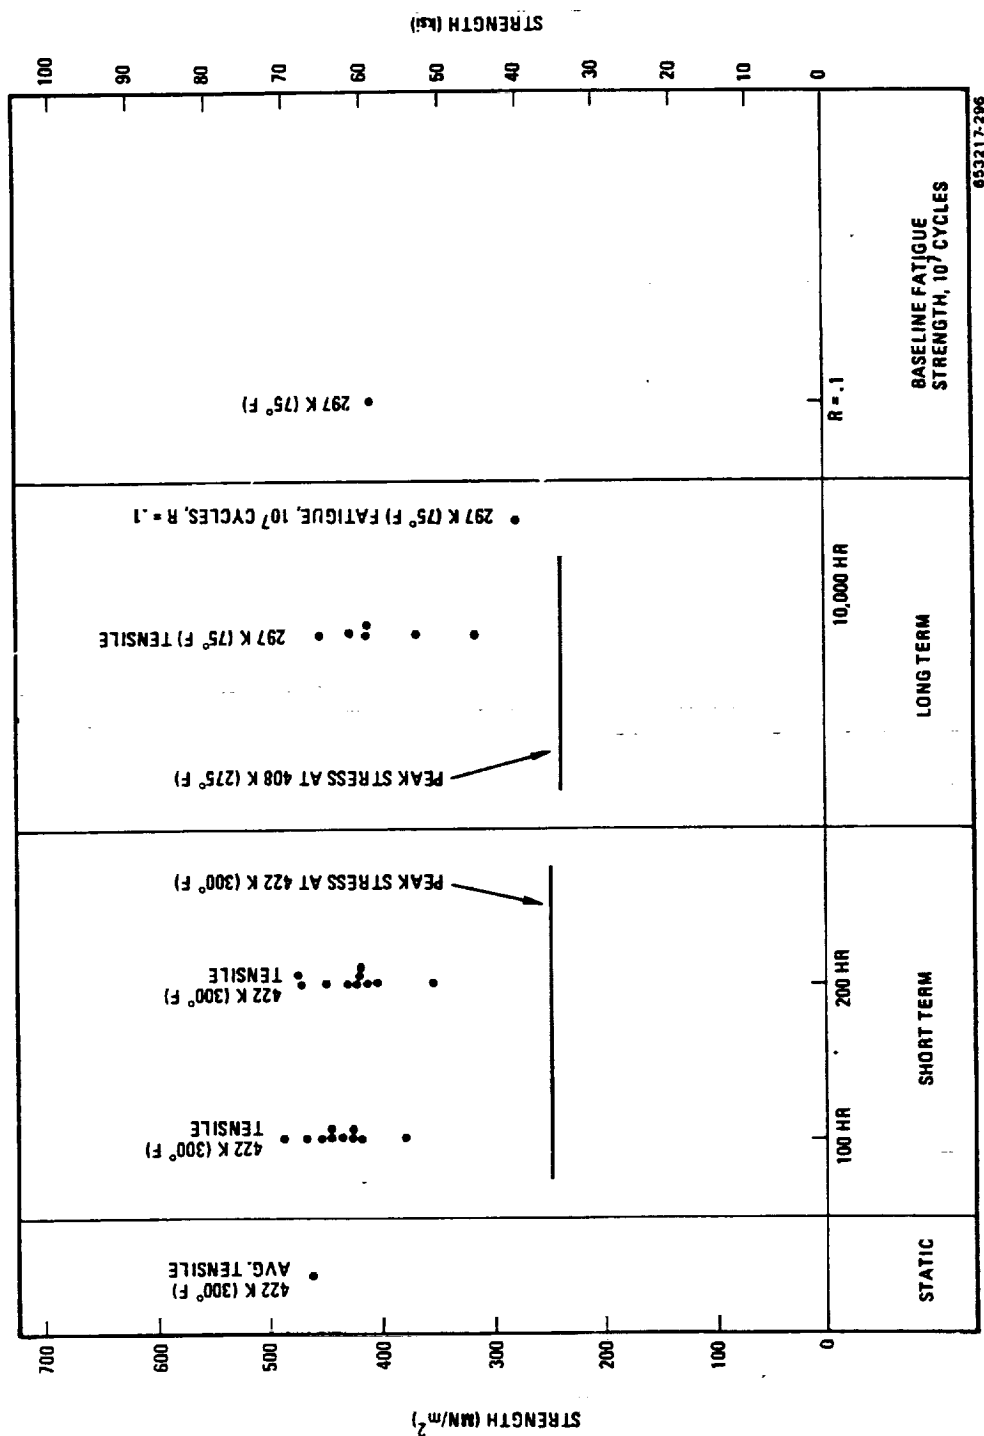 STRENGTH (MN/m²)
700
600
500
400
300
200
100
0
STRENGTH (ksi)
100
90
80
70
60
50
40
30
20
10
0
422 K (300° F)
AVG. TENSILE
422 K (300° F)
TENSILE
422 K (300° F)
TENSILE
PEAK STRESS AT 422 K (300° F)
PEAK STRESS AT 408 K (275° F)
297 K (75° F) TENSILE
297 K (75° F) FATIGUE, 10⁷ CYCLES, R = .1
297 K (75° F)
100 HR
200 HR
10,000 HR
R = .1
STATIC
SHORT TERM
LONG TERM
BASELINE FATIGUE
STRENGTH, 10⁷ CYCLES
653217-296